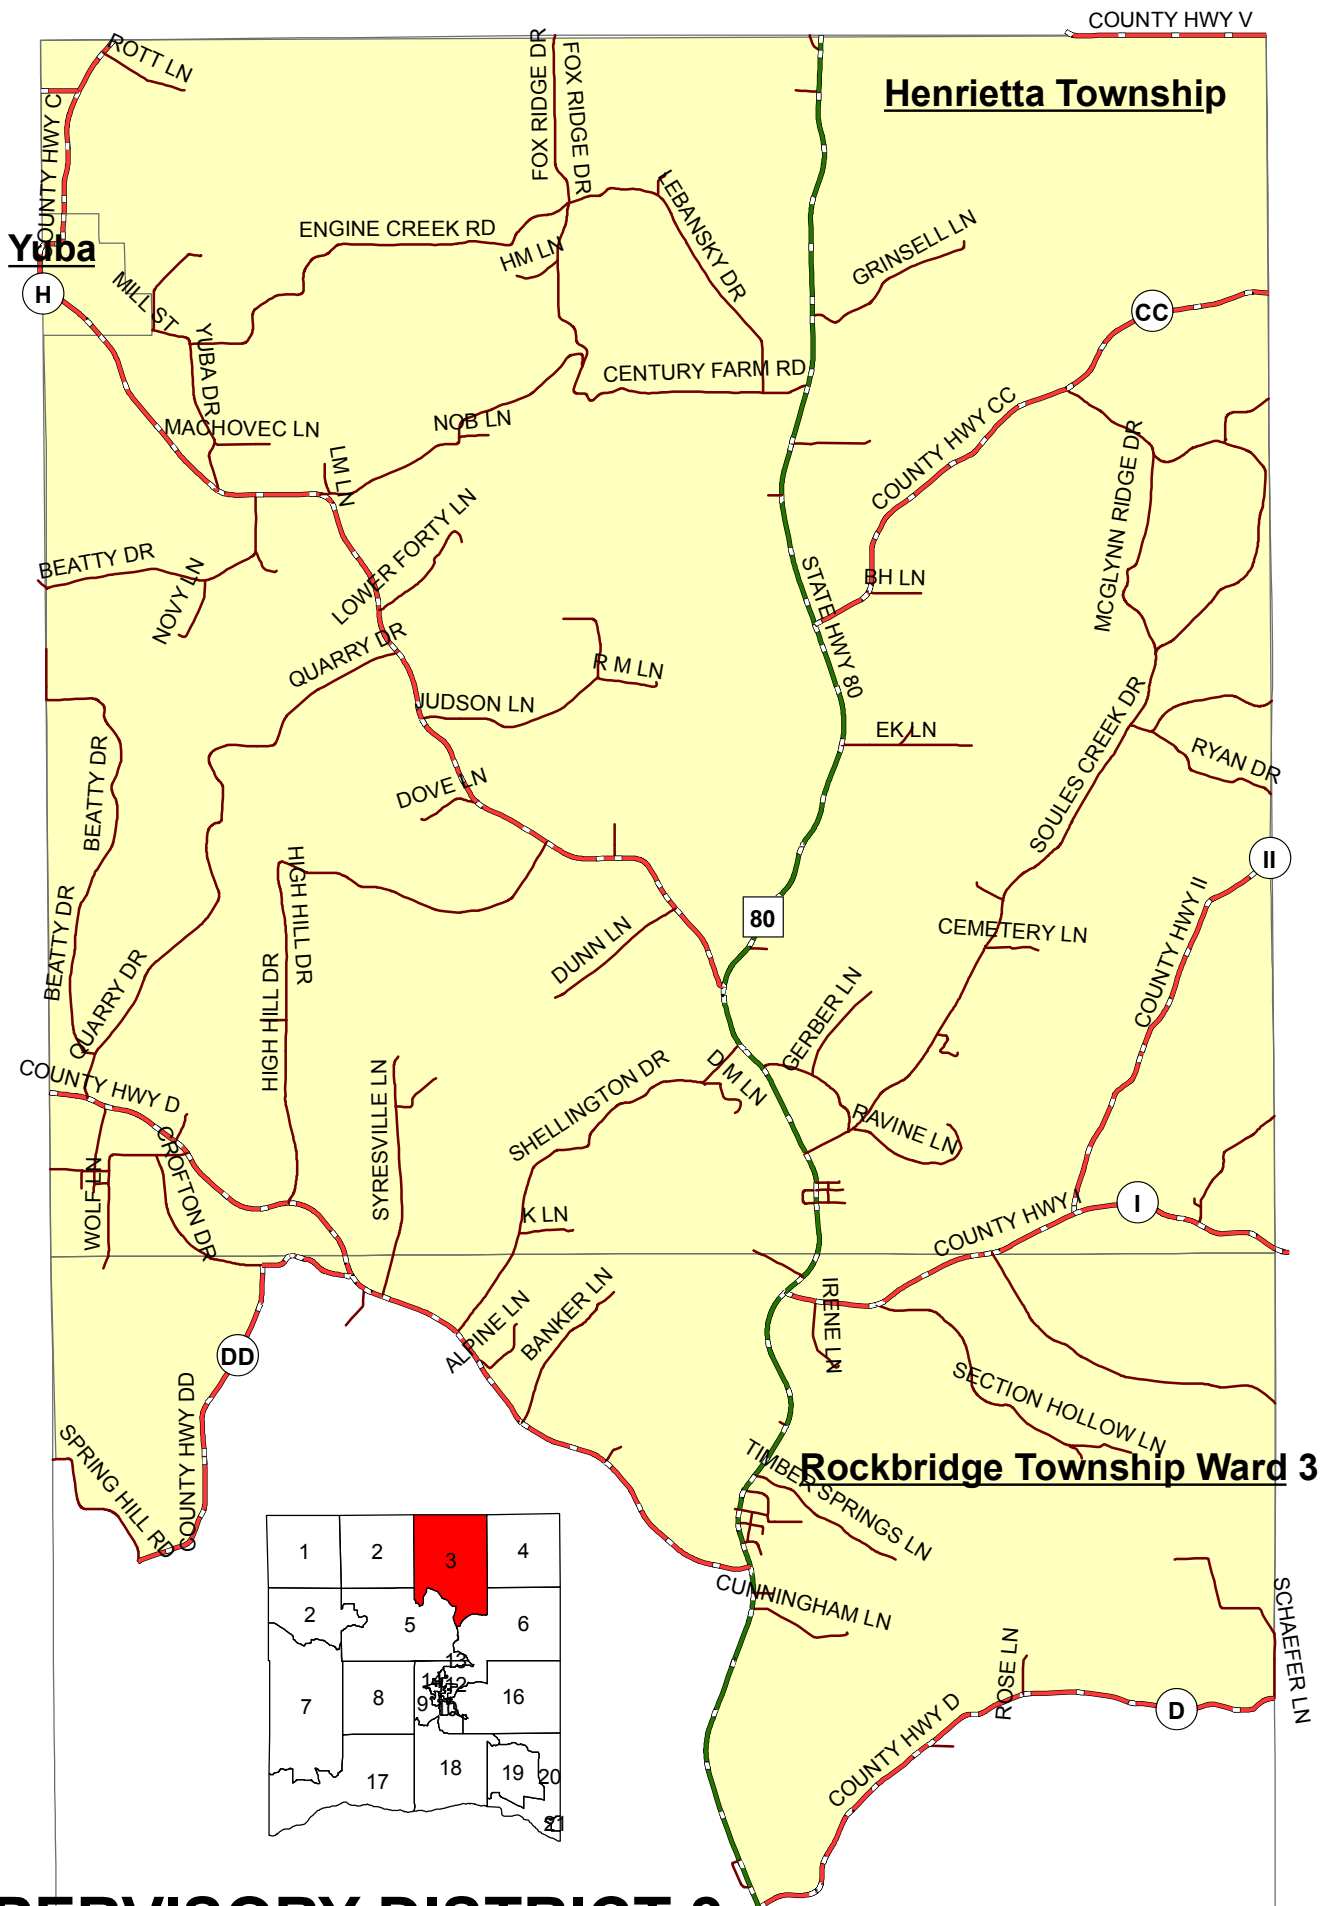 COUNTY HWY V
ROTT LN
FOX RIDGE DR
FOX RIDGE DR
Henrietta Township
COUNTY HWY C
LEBANSKY DR
ENGINE CREEK RD
GRINSELL LN
Yuba
HM LN
H
MILL ST
CC
YUBA DR
CENTURY FARM RD
COUNTY HWY CC
MACHOVEC LN
NOB LN
MCGLYNN RIDGE DR
LM LN
LOWER FORTY LN
BEATTY DR
NOVY LN
STATE HWY 80
BH LN
QUARRY DR
R M LN
JUDSON LN
EK LN
SOULES CREEK DR
RYAN DR
BEATTY DR
DOVE LN
II
HIGH HILL DR
COUNTY HWY II
80
BEATTY DR
DUNN LN
CEMETERY LN
QUARRY DR
HIGH HILL DR
GERBER LN
COUNTY HWY D
SYRESVILLE LN
SHELLINGTON DR
D M LN
RAVINE LN
WOLF LN
CROFTON DR
K LN
COUNTY HWY I
I
ALPINE LN
BANKER LN
IRENE LN
DD
COUNTY HWY DD
SECTION HOLLOW LN
SPRING HILL RD
TIMBER SPRINGS LN
Rockbridge Township Ward 3
CUNNINGHAM LN
SCHAEFER LN
ROSE LN
COUNTY HWY D
D
1
2
3
4
2
5
6
13
12
7
8
9
16
17
18
19
20
21